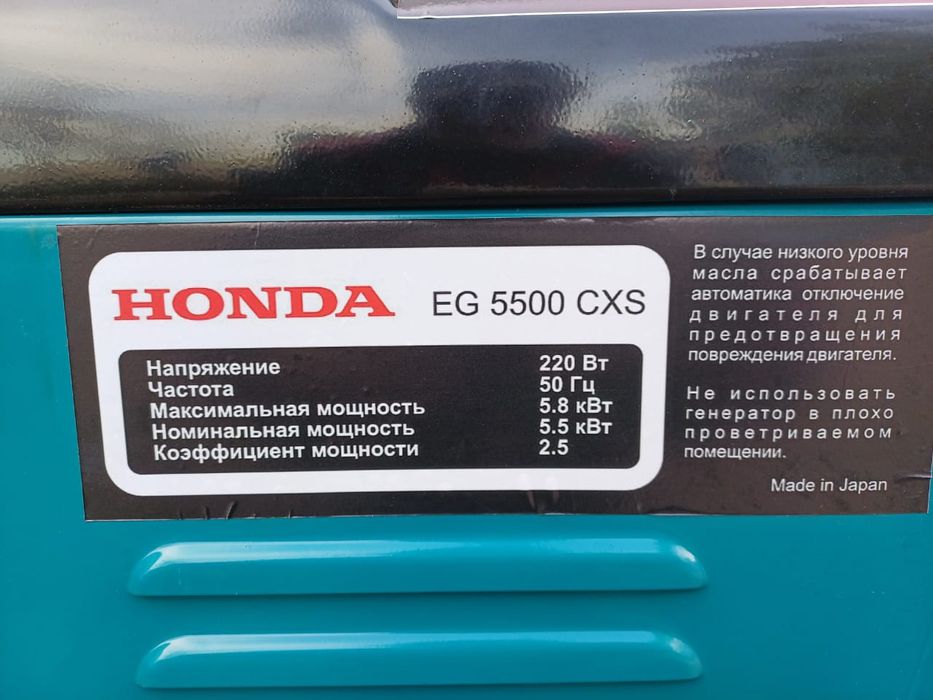 HONDA EG 5500 CXS
Напряжение 220 Вт
Частота 50 Гц
Максимальная мощность 5.8 кВт
Номинальная мощность 5.5 кВт
Коэффициент мощности 2.5
В случае низкого уровня
масла срабатывает
автоматика отключение
двигателя для
предотвращения
повреждения двигателя.
Не использовать
генератор в плохо
проветриваемом
помещении.
Made in Japan